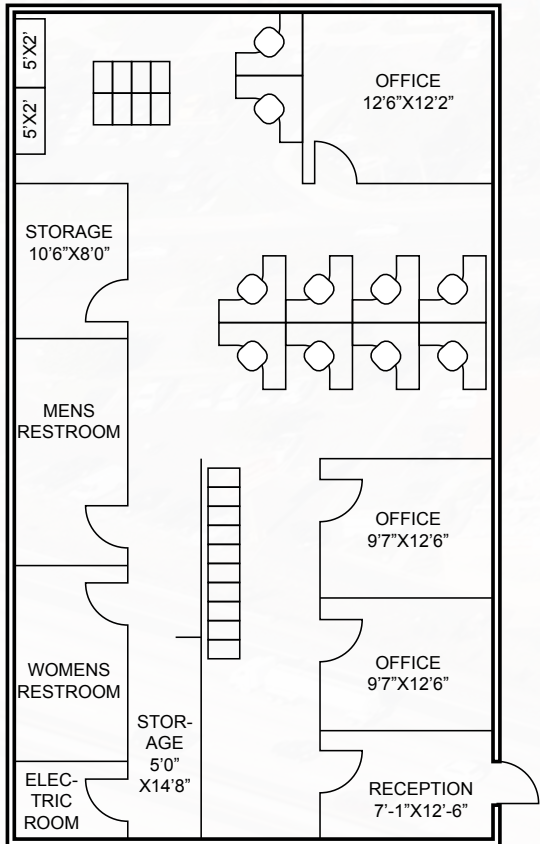 5’X2’
5’X2’
OFFICE
12’6”X12’2”
STORAGE
10’6”X8’0”
MENS
RESTROOM
OFFICE
9’7”X12’6”
WOMENS
RESTROOM
OFFICE
9’7”X12’6”
STOR-
AGE
5’0”
X14’8”
ELEC-
TRIC
ROOM
RECEPTION
7’-1”X12’-6”